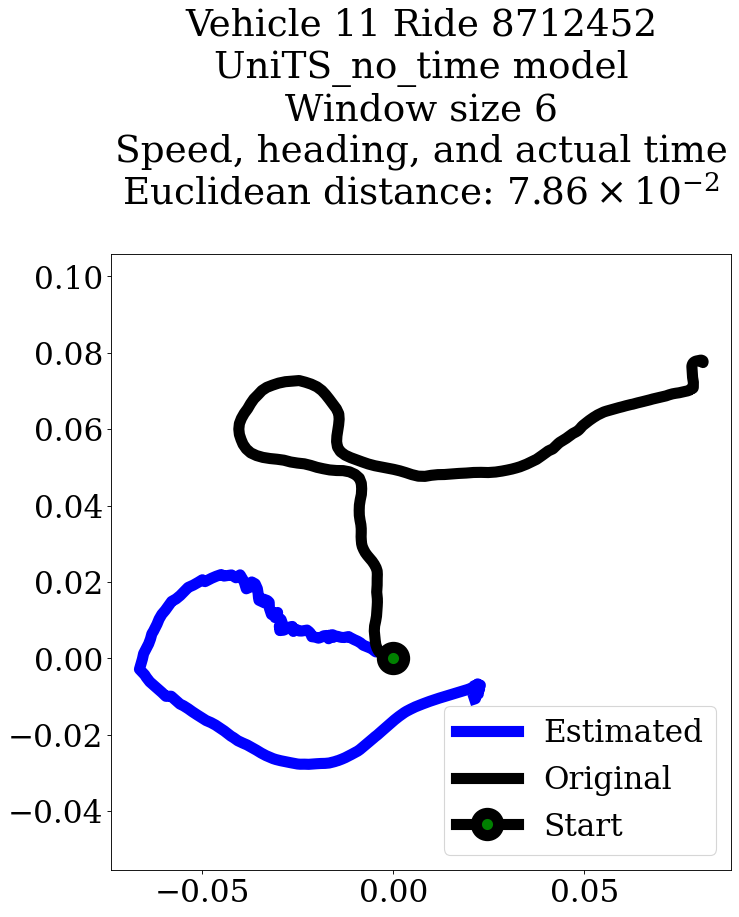 Vehicle 11 Ride 8712452
UniTS_no_time model
Window size 6
Speed, heading, and actual time
Euclidean distance: 7.86 × 10⁻²
0.10
0.08
0.06
0.04
0.02
0.00
−0.02
−0.04
−0.05 0.00 0.05
Estimated
Original
Start